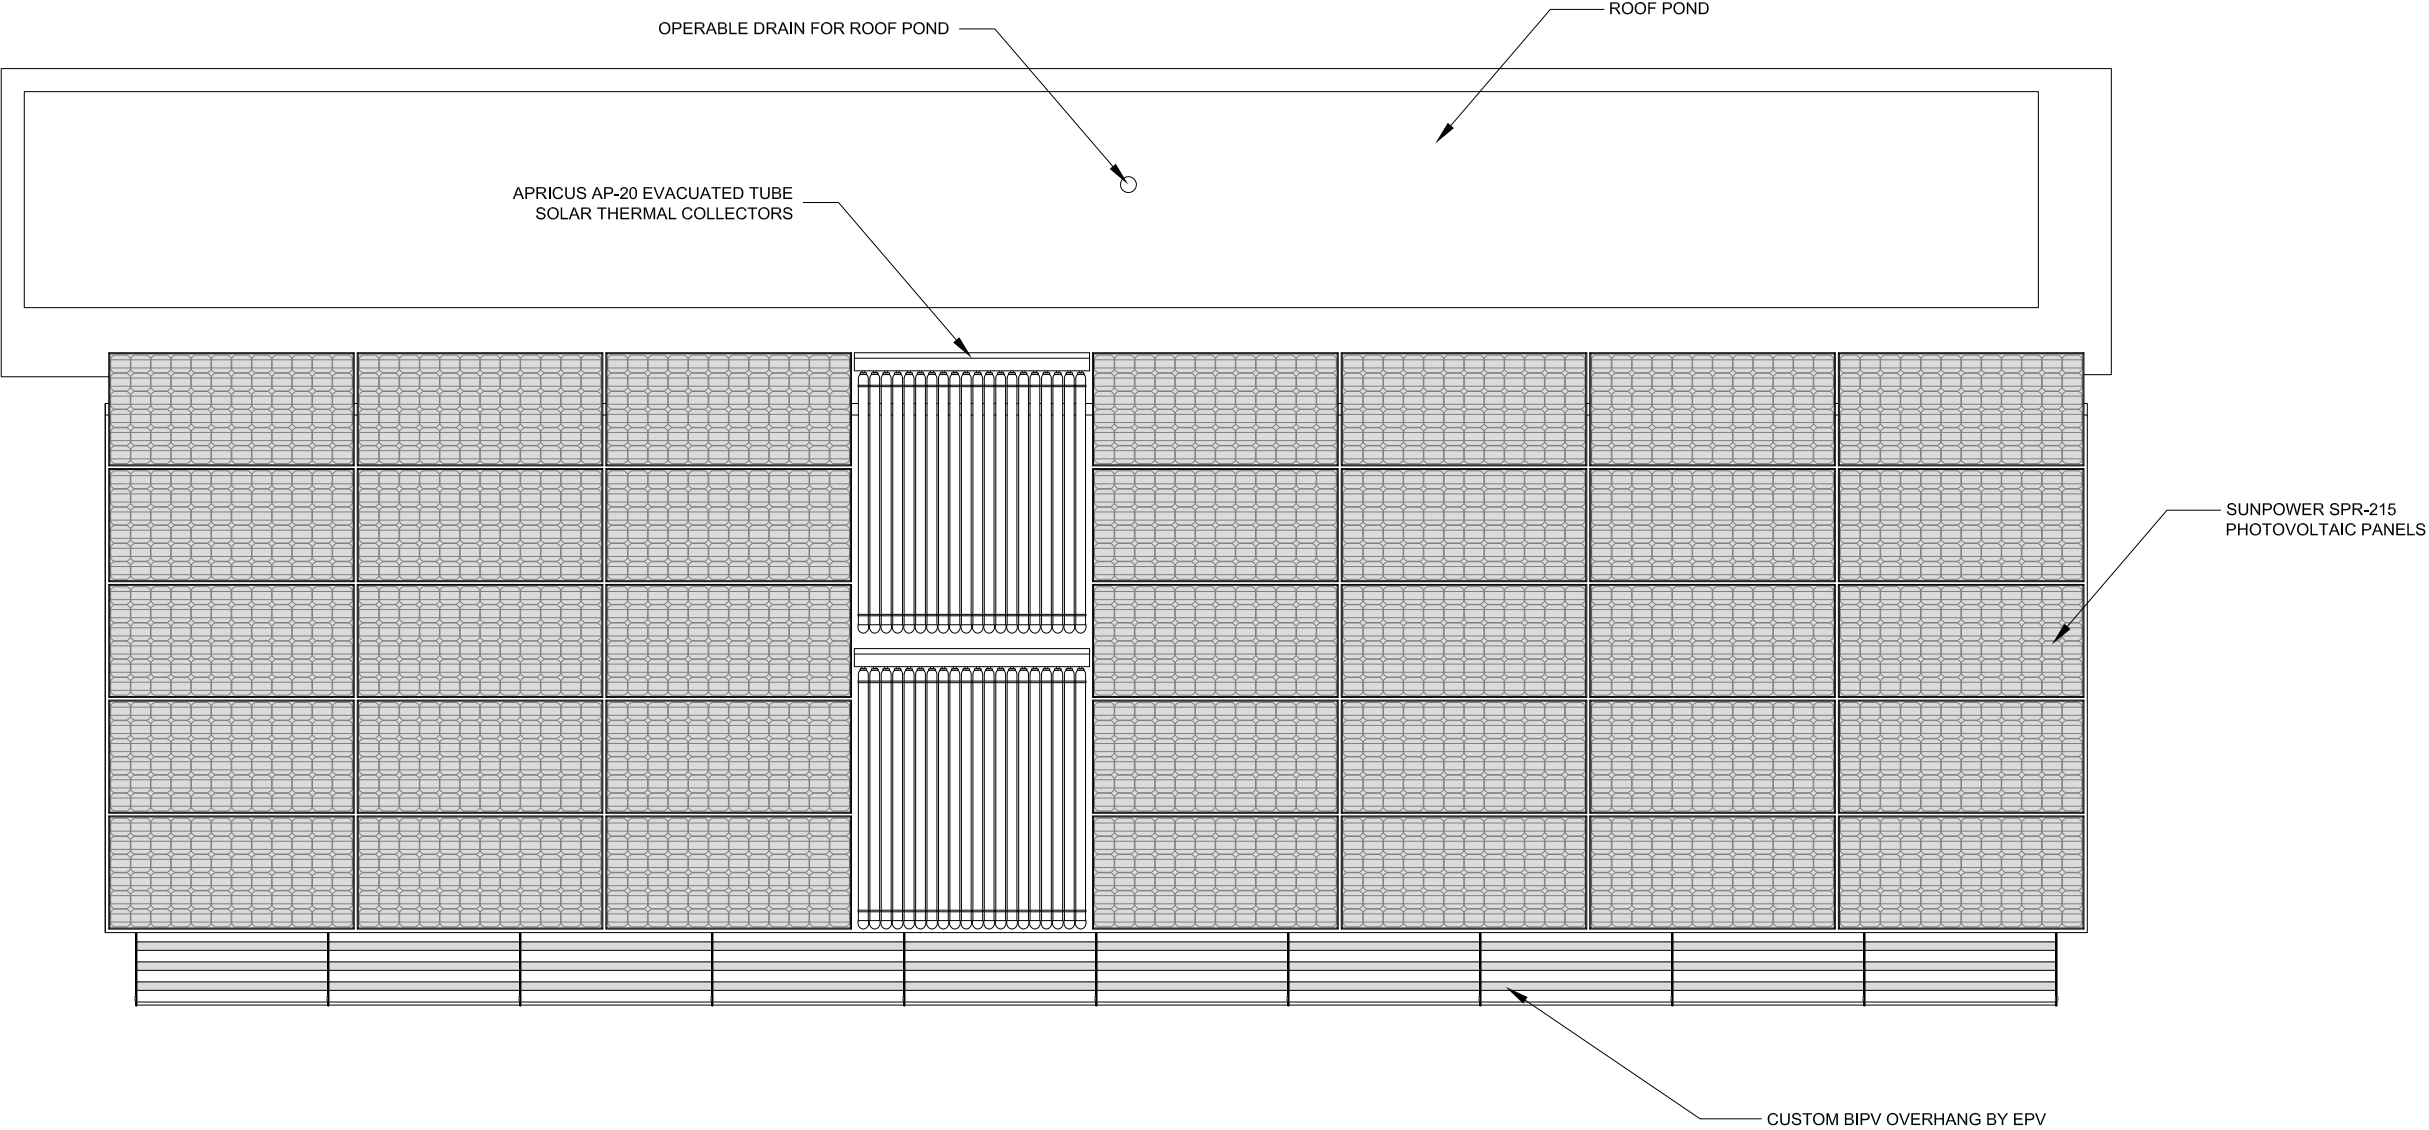 ROOF POND
OPERABLE DRAIN FOR ROOF POND
APRICUS AP-20 EVACUATED TUBE
SOLAR THERMAL COLLECTORS
SUNPOWER SPR-215
PHOTOVOLTAIC PANELS
CUSTOM BIPV OVERHANG BY EPV